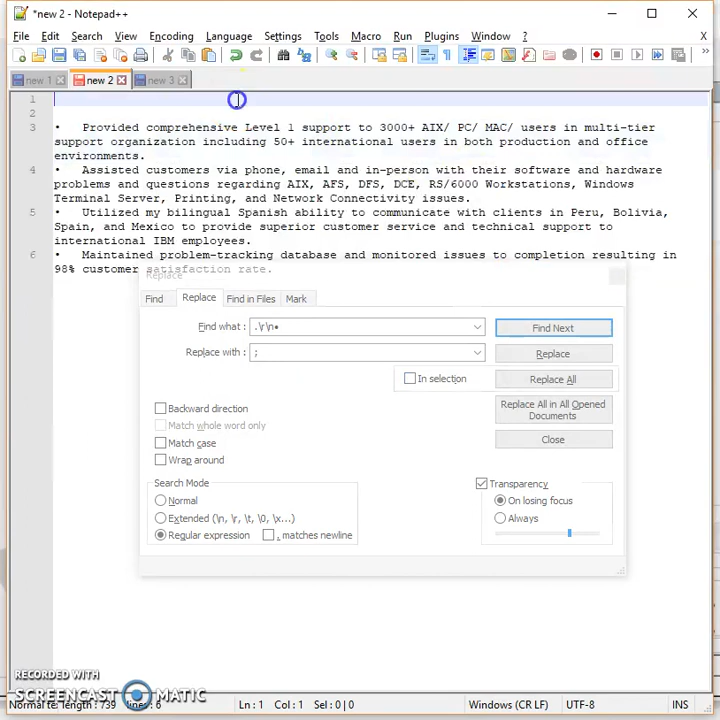 *new 2 - Notepad++
File Edit Search View Encoding Language Settings Tools Macro Run Plugins Window ?
new 1 new 2 new 3
1
2
3 • Provided comprehensive Level 1 support to 3000+ AIX/ PC/ MAC/ users in multi-tier
support organization including 50+ international users in both production and office
environments.
4 • Assisted customers via phone, email and in-person with their software and hardware
problems and questions regarding AIX, AFS, DFS, DCE, RS/6000 Workstations, Windows
Terminal Server, Printing, and Network Connectivity issues.
5 • Utilized my bilingual Spanish ability to communicate with clients in Peru, Bolivia,
Spain, and Mexico to provide superior customer service and technical support to
international IBM employees.
6 • Maintained problem-tracking database and monitored issues to completion resulting in
98% customer satisfaction rate.
Replace
Find Replace Find in Files Mark
Find what : .\r\n• Find Next
Replace with : ; Replace
In selection Replace All
Replace All in All Opened
Documents
Backward direction
Match whole word only
Close
Match case
Wrap around
Search Mode
Normal
Extended (\n, \r, \t, \0, \x...)
Regular expression . matches newline
Transparency
On losing focus
Always
RECORDED WITH
SCREENCAST MATIC
Normal te length : 739 lines : 6 Ln : 1 Col : 1 Sel : 0 | 0 Windows (CR LF) UTF-8 INS